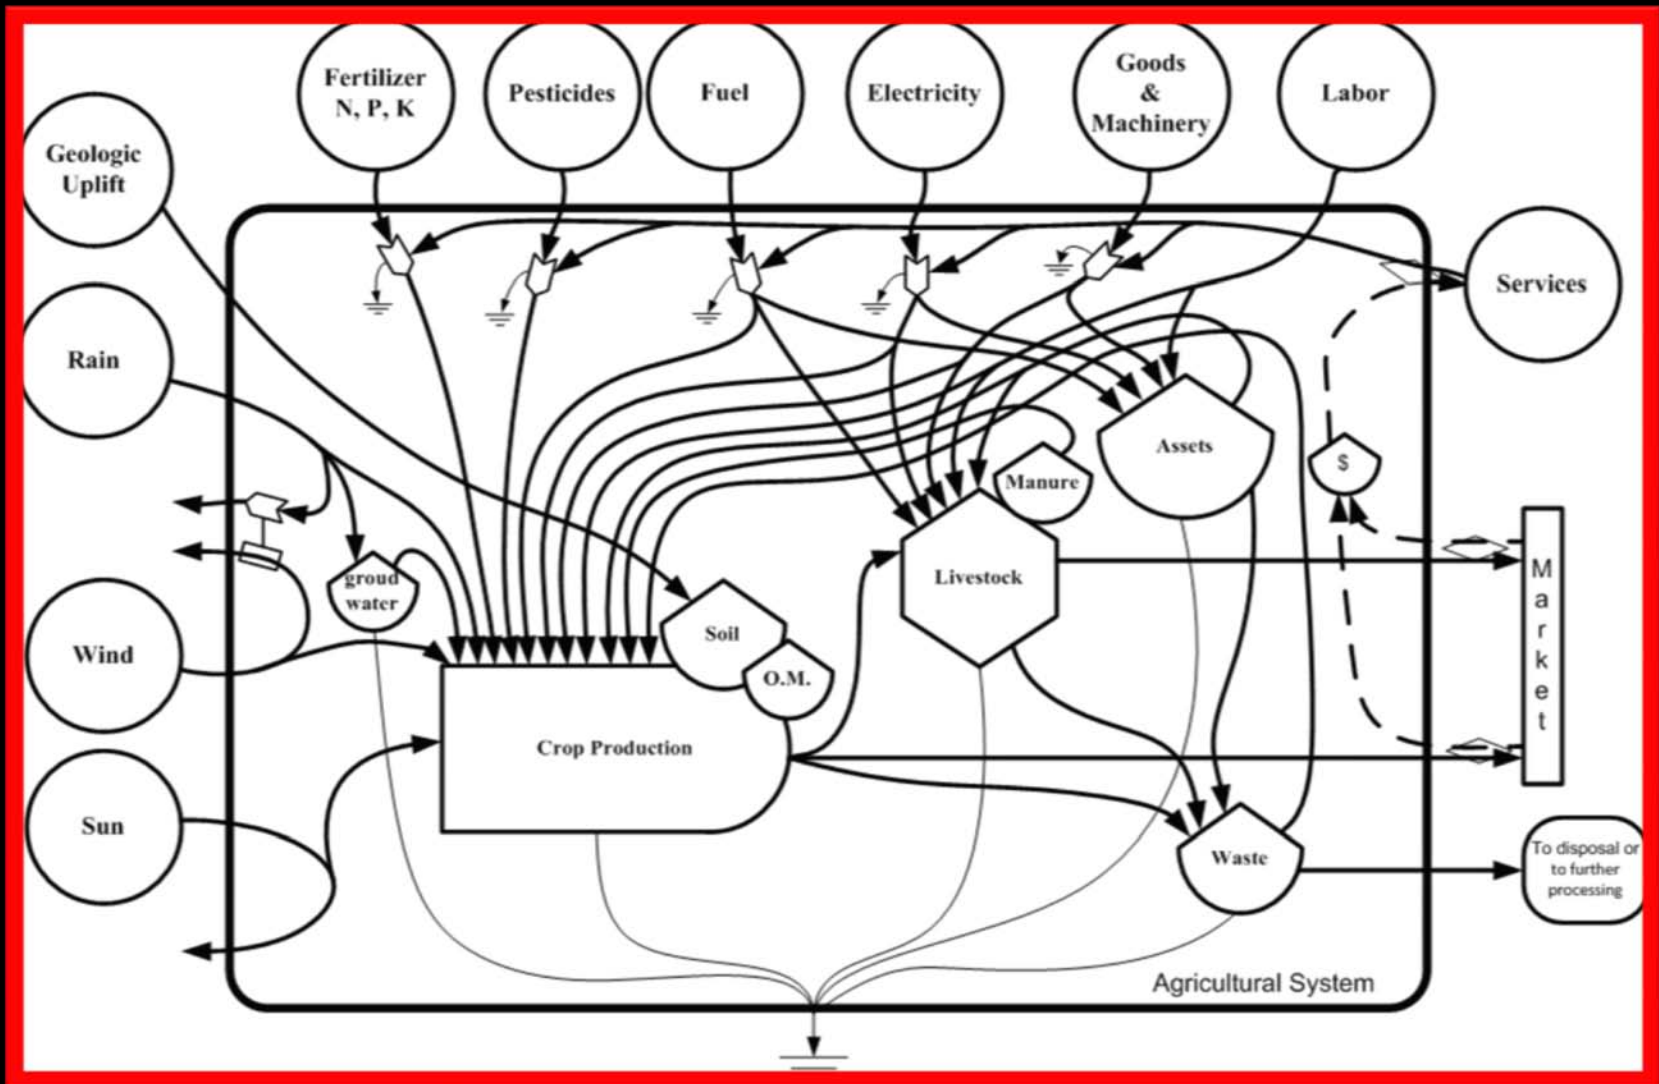 Fertilizer
N, P, K
Pesticides
Fuel
Electricity
Goods
&
Machinery
Labor
Geologic
Uplift
Services
Rain
Assets
$
Manure
Livestock
groud
water
Soil
O.M.
Wind
Crop Production
Market
Sun
Waste
To disposal or
to further
processing
Agricultural System